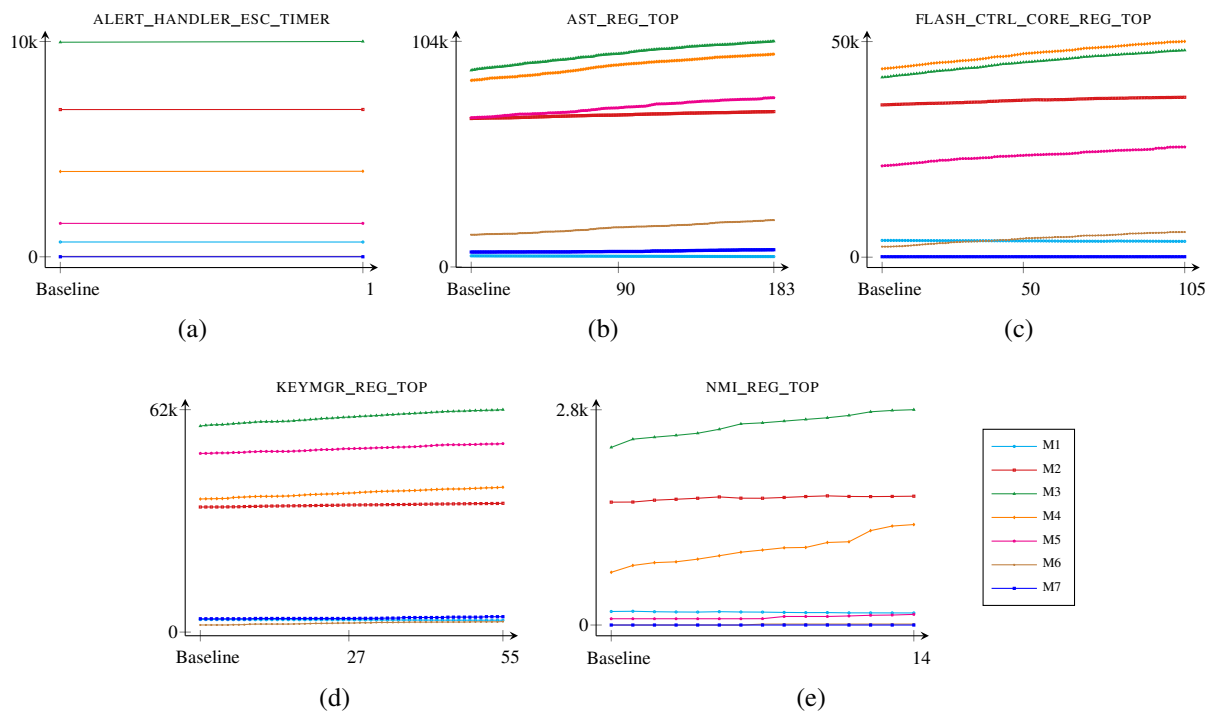 ALERT_HANDLER_ESC_TIMER
10k
0
Baseline
1
(a)
AST_REG_TOP
104k
0
Baseline
90
183
(b)
FLASH_CTRL_CORE_REG_TOP
50k
0
Baseline
50
105
(c)
KEYMGR_REG_TOP
62k
0
Baseline
27
55
(d)
NMI_REG_TOP
2.8k
0
Baseline
14
(e)
M1
M2
M3
M4
M5
M6
M7